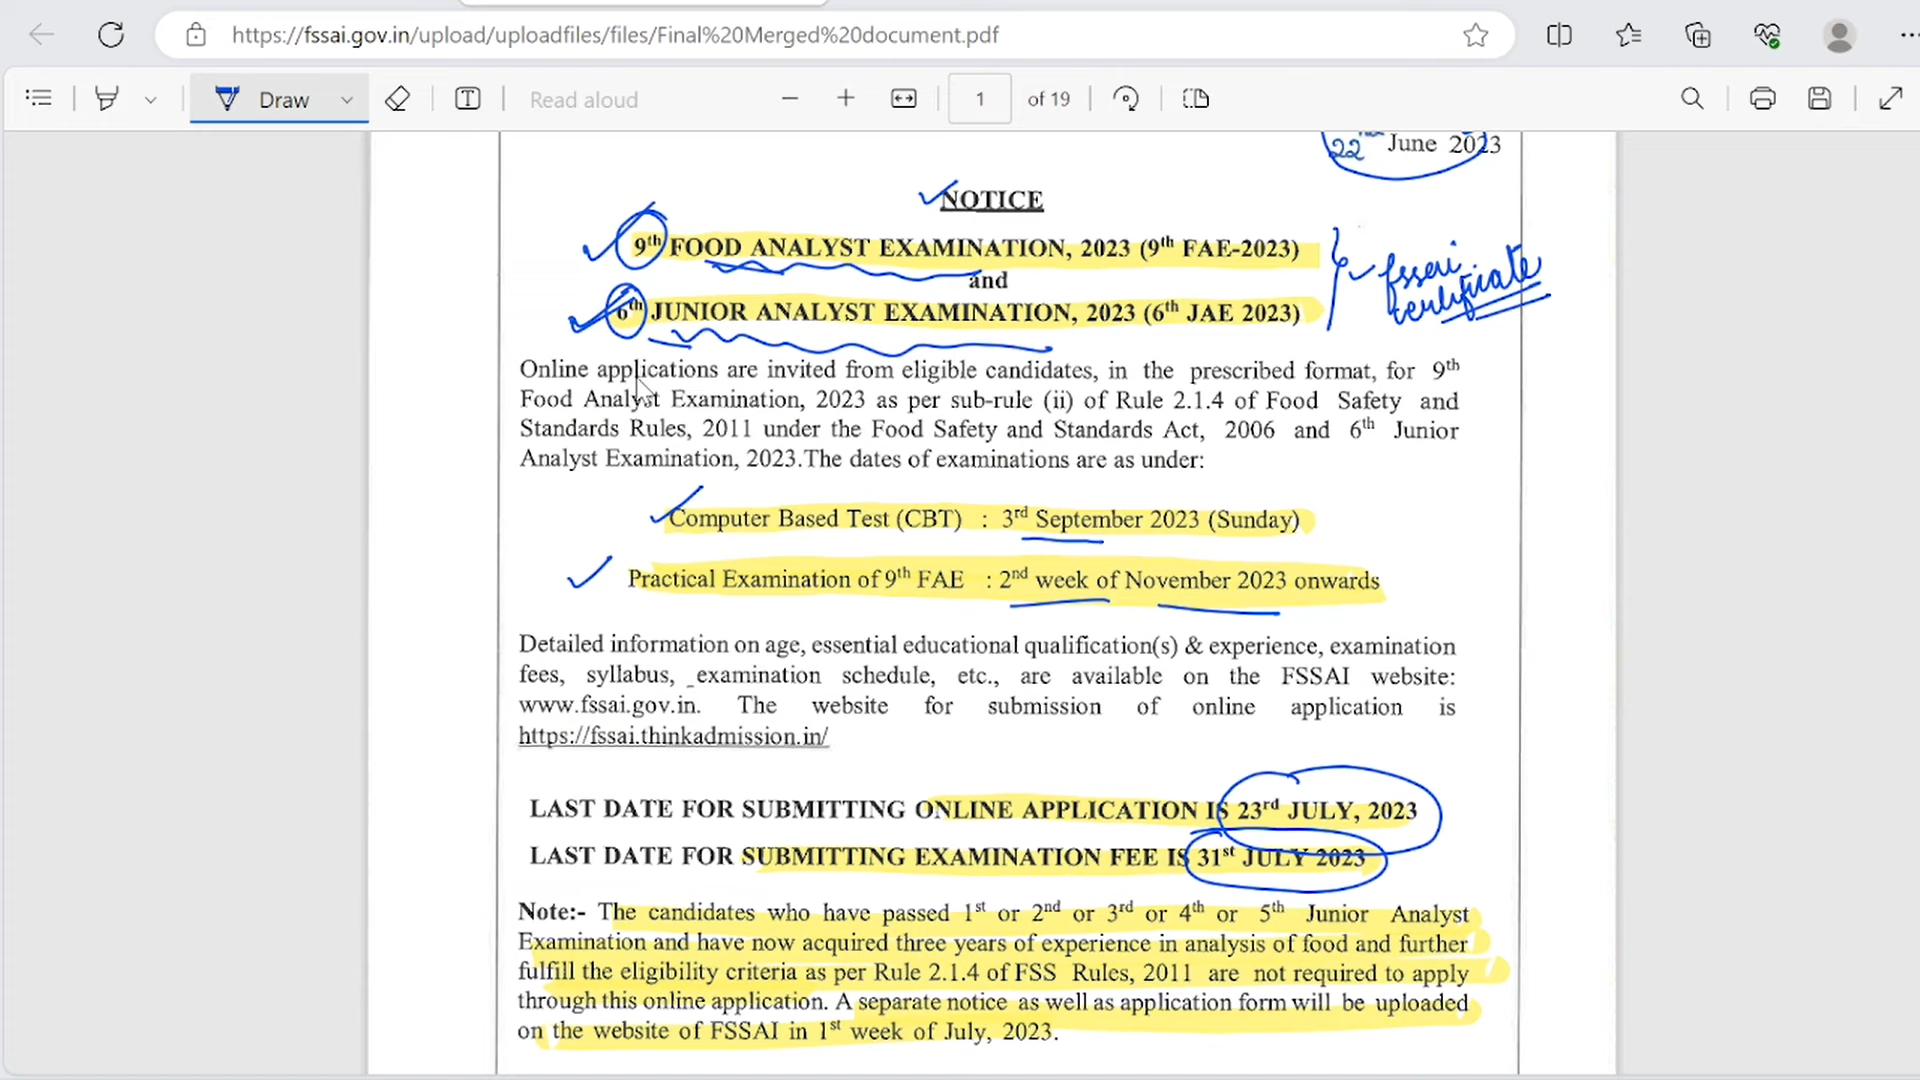 https://fssai.gov.in/upload/uploadfiles/files/Final%20Merged%20document.pdf
Draw
Read aloud
1
of 19
22nd June 2023
NOTICE
9th FOOD ANALYST EXAMINATION, 2023 (9th FAE-2023)
and
6th JUNIOR ANALYST EXAMINATION, 2023 (6th JAE 2023)
fssai
certificate
Online applications are invited from eligible candidates, in the prescribed format, for 9th
Food Analyst Examination, 2023 as per sub-rule (ii) of Rule 2.1.4 of Food Safety and
Standards Rules, 2011 under the Food Safety and Standards Act, 2006 and 6th Junior
Analyst Examination, 2023.The dates of examinations are as under:
Computer Based Test (CBT) : 3rd September 2023 (Sunday)
Practical Examination of 9th FAE : 2nd week of November 2023 onwards
Detailed information on age, essential educational qualification(s) & experience, examination
fees, syllabus, _examination schedule, etc., are available on the FSSAI website:
www.fssai.gov.in. The website for submission of online application is
https://fssai.thinkadmission.in/
LAST DATE FOR SUBMITTING ONLINE APPLICATION IS 23rd JULY, 2023
LAST DATE FOR SUBMITTING EXAMINATION FEE IS 31st JULY 2023
Note:- The candidates who have passed 1st or 2nd or 3rd or 4th or 5th Junior Analyst
Examination and have now acquired three years of experience in analysis of food and further
fulfill the eligibility criteria as per Rule 2.1.4 of FSS Rules, 2011 are not required to apply
through this online application. A separate notice as well as application form will be uploaded
on the website of FSSAI in 1st week of July, 2023.